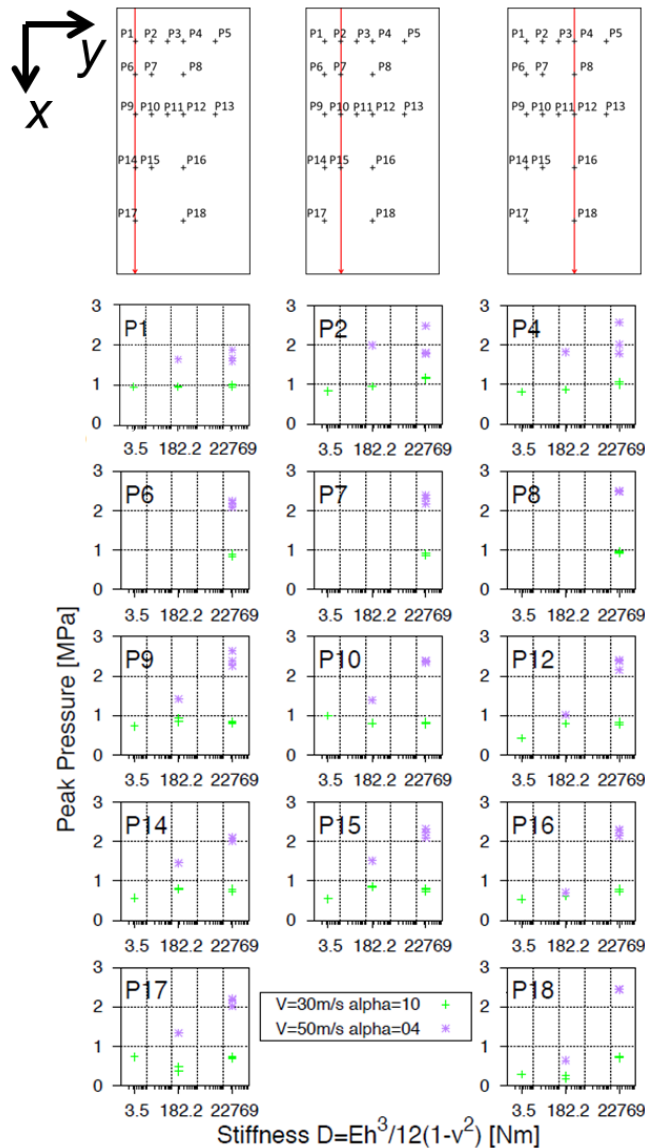 P1 P2 P3 P4 P5 P1 P2 P3 P4 P5 P1 P2 P3 P4 P5
y
P6 P7 P8 P6 P7 P8 P6 P7 P8
x
P9 P10 P11 P12 P13 P9 P10 P11 P12 P13 P9 P10 P11 P12 P13
P14 P15 P16 P14 P15 P16 P14 P15 P16
P17 P18 P17 P18 P17 P18
3 3 3
P1 P2 P4
2 2 2
1 1 1
0 0 0
3.5 182.2 22769 3.5 182.2 22769 3.5 182.2 22769
3 3 3
P6 P7 P8
2 2 2
1 1 1
0 0 0
3.5 182.2 22769 3.5 182.2 22769 3.5 182.2 22769
Peak Pressure [MPa]
3 3 3
P9 P10 P12
2 2 2
1 1 1
0 0 0
3.5 182.2 22769 3.5 182.2 22769 3.5 182.2 22769
3 3 3
P14 P15 P16
2 2 2
1 1 1
0 0 0
3.5 182.2 22769 3.5 182.2 22769 3.5 182.2 22769
3 3
P17 P18
2 2
V=30m/s alpha=10
V=50m/s alpha=04
1 1
0 0
3.5 182.2 22769 3.5 182.2 22769
Stiffness D=Eh³/12(1-ν²) [Nm]